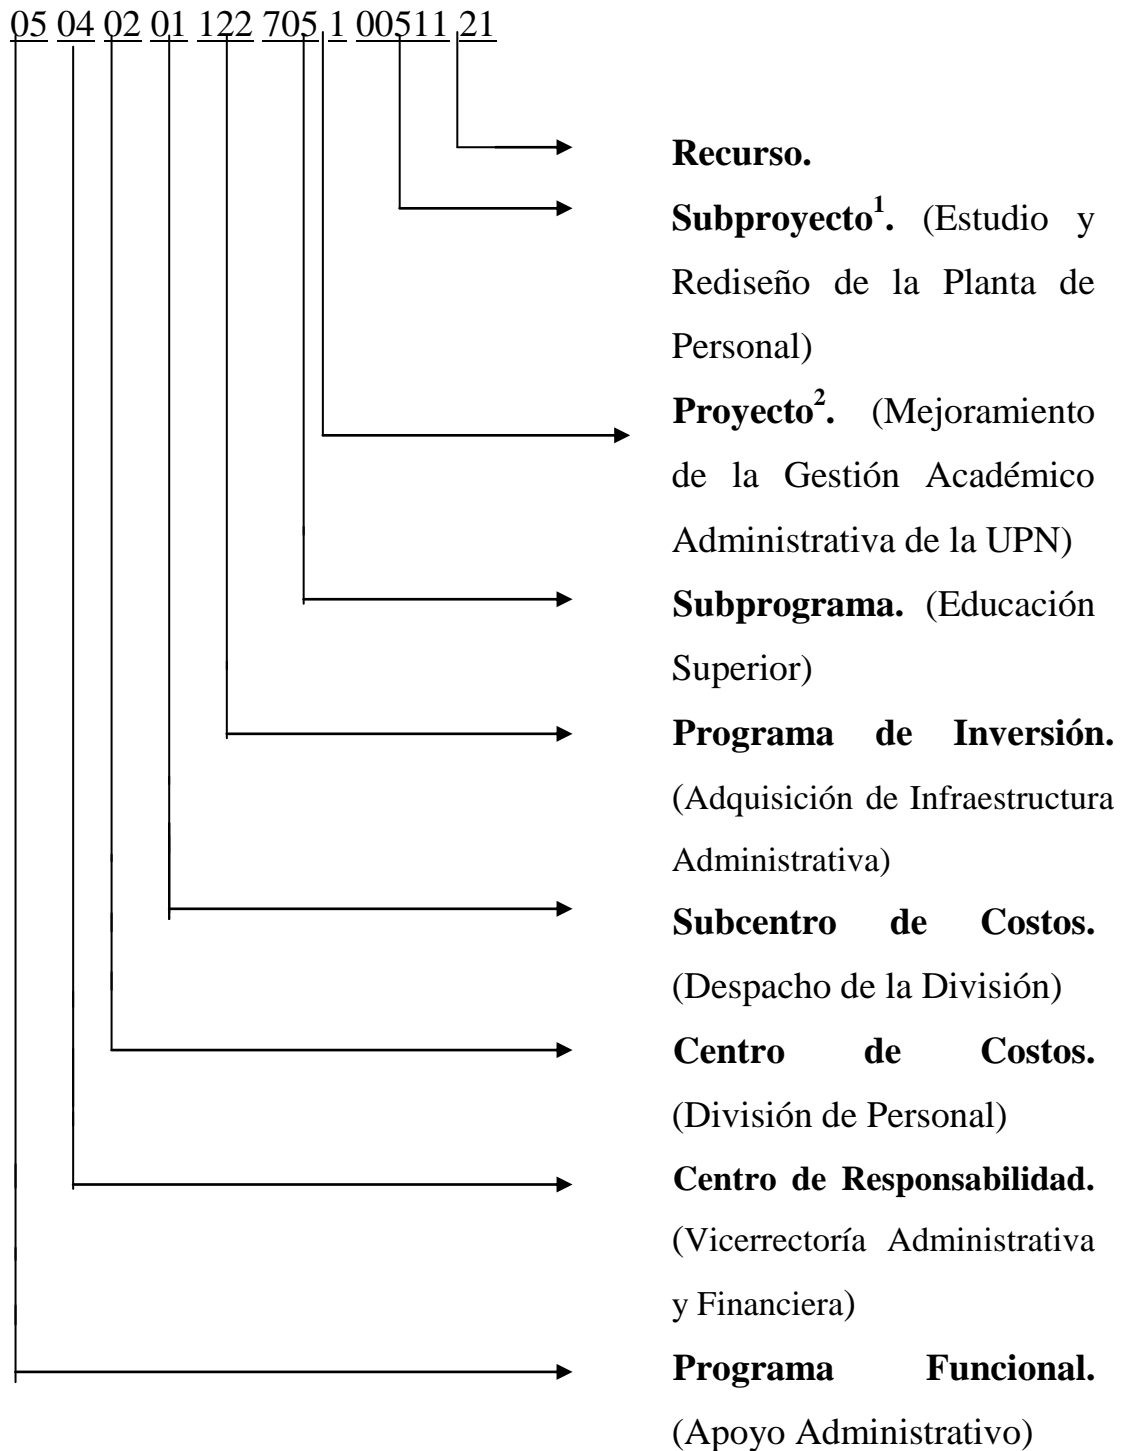 05 04 02 01 122 705 1 00511 21
Recurso.
Subproyecto¹. (Estudio y
Rediseño de la Planta de
Personal)
Proyecto². (Mejoramiento
de la Gestión Académico
Administrativa de la UPN)
Subprograma. (Educación
Superior)
Programa de Inversión.
(Adquisición de Infraestructura
Administrativa)
Subcentro de Costos.
(Despacho de la División)
Centro de Costos.
(División de Personal)
Centro de Responsabilidad.
(Vicerrectoría Administrativa
y Financiera)
Programa Funcional.
(Apoyo Administrativo)